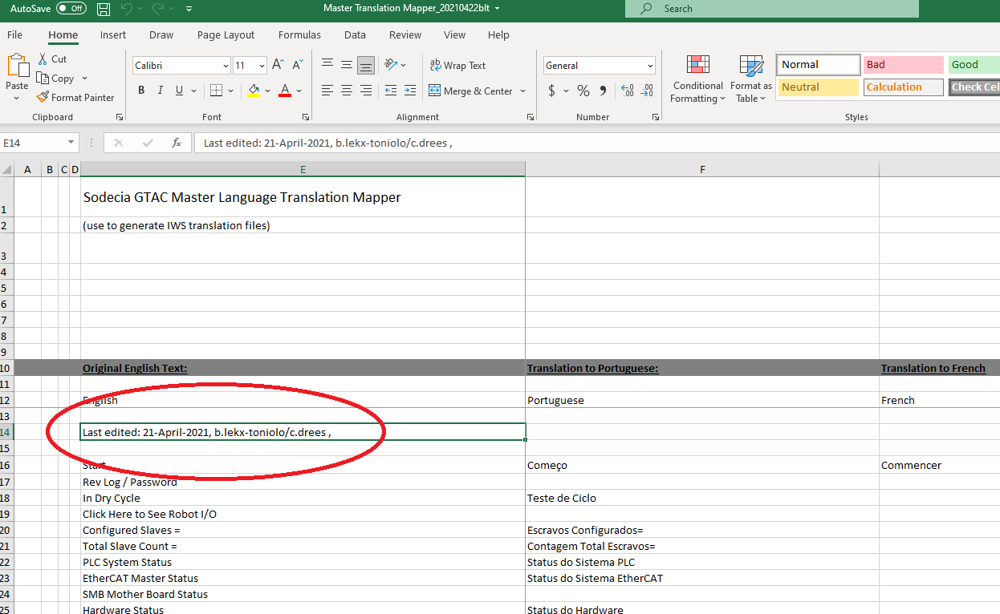 AutoSave Off Master Translation Mapper_20210422blt Search
File Home Insert Draw Page Layout Formulas Data Review View Help
Paste Cut Copy Format Painter
Calibri 11
B I U A
ab Wrap Text
Merge & Center
General
$ % 9
Conditional Formatting
Format as Table
Normal Bad Good
Neutral Calculation Check Cel
Clipboard Font Alignment Number Styles
E14 fx Last edited: 21-April-2021, b.lekx-toniolo/c.drees ,
A B C D E F
1 Sodecia GTAC Master Language Translation Mapper
2 (use to generate IWS translation files)
3
4
5
6
7
8
9
10 Original English Text: Translation to Portuguese: Translation to French
11
12 English Portuguese French
13
14 Last edited: 21-April-2021, b.lekx-toniolo/c.drees ,
15
16 Start Começo Commencer
17 Rev Log / Password
18 In Dry Cycle Teste de Ciclo
19 Click Here to See Robot I/O
20 Configured Slaves = Escravos Configurados=
21 Total Slave Count = Contagem Total Escravos=
22 PLC System Status Status do Sistema PLC
23 EtherCAT Master Status Status do Sistema EtherCAT
24 SMB Mother Board Status
25 Hardware Status Status do Hardware